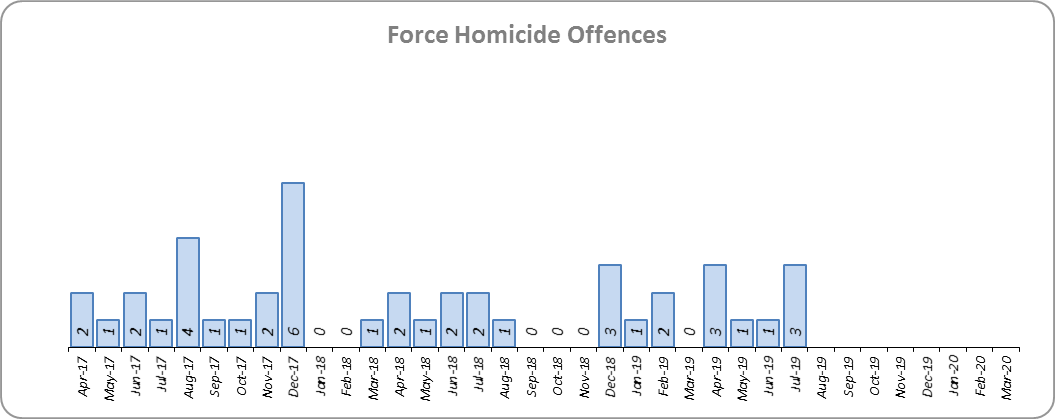 Force Homicide Offences
2 1 2 1 4 1 1 2 6 0 0 1 2 1 2 2 1 0 0 0 3 1 2 0 3 1 1 3
Apr-17 May-17 Jun-17 Jul-17 Aug-17 Sep-17 Oct-17 Nov-17 Dec-17 Jan-18 Feb-18 Mar-18 Apr-18 May-18 Jun-18 Jul-18 Aug-18 Sep-18 Oct-18 Nov-18 Dec-18 Jan-19 Feb-19 Mar-19 Apr-19 May-19 Jun-19 Jul-19 Aug-19 Sep-19 Oct-19 Nov-19 Dec-19 Jan-20 Feb-20 Mar-20